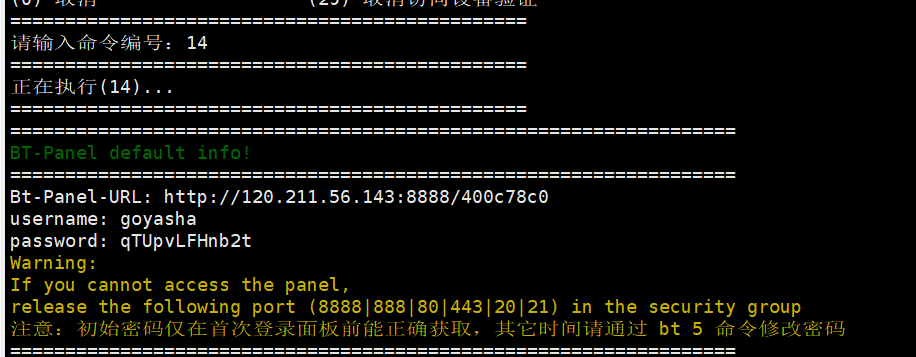 (0) 取消 (29) 取消访问设备验证
===============================================
请输入命令编号：14
===============================================
正在执行(14)...
===============================================
==================================================================
BT-Panel default info!
==================================================================
Bt-Panel-URL: http://120.211.56.143:8888/400c78c0
username: goyasha
password: qTUpvLFHnb2t
Warning:
If you cannot access the panel,
release the following port (8888|888|80|443|20|21) in the security group
注意：初始密码仅在首次登录面板前能正确获取，其它时间请通过 bt 5 命令修改密码
==================================================================